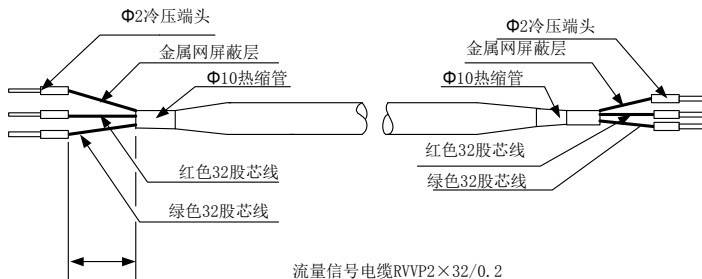 Φ2冷压端头
Φ2冷压端头
金属网屏蔽层
金属网屏蔽层
Φ10热缩管
Φ10热缩管
红色32股芯线
红色32股芯线
绿色32股芯线
绿色32股芯线
流量信号电缆RVVP2×32/0.2